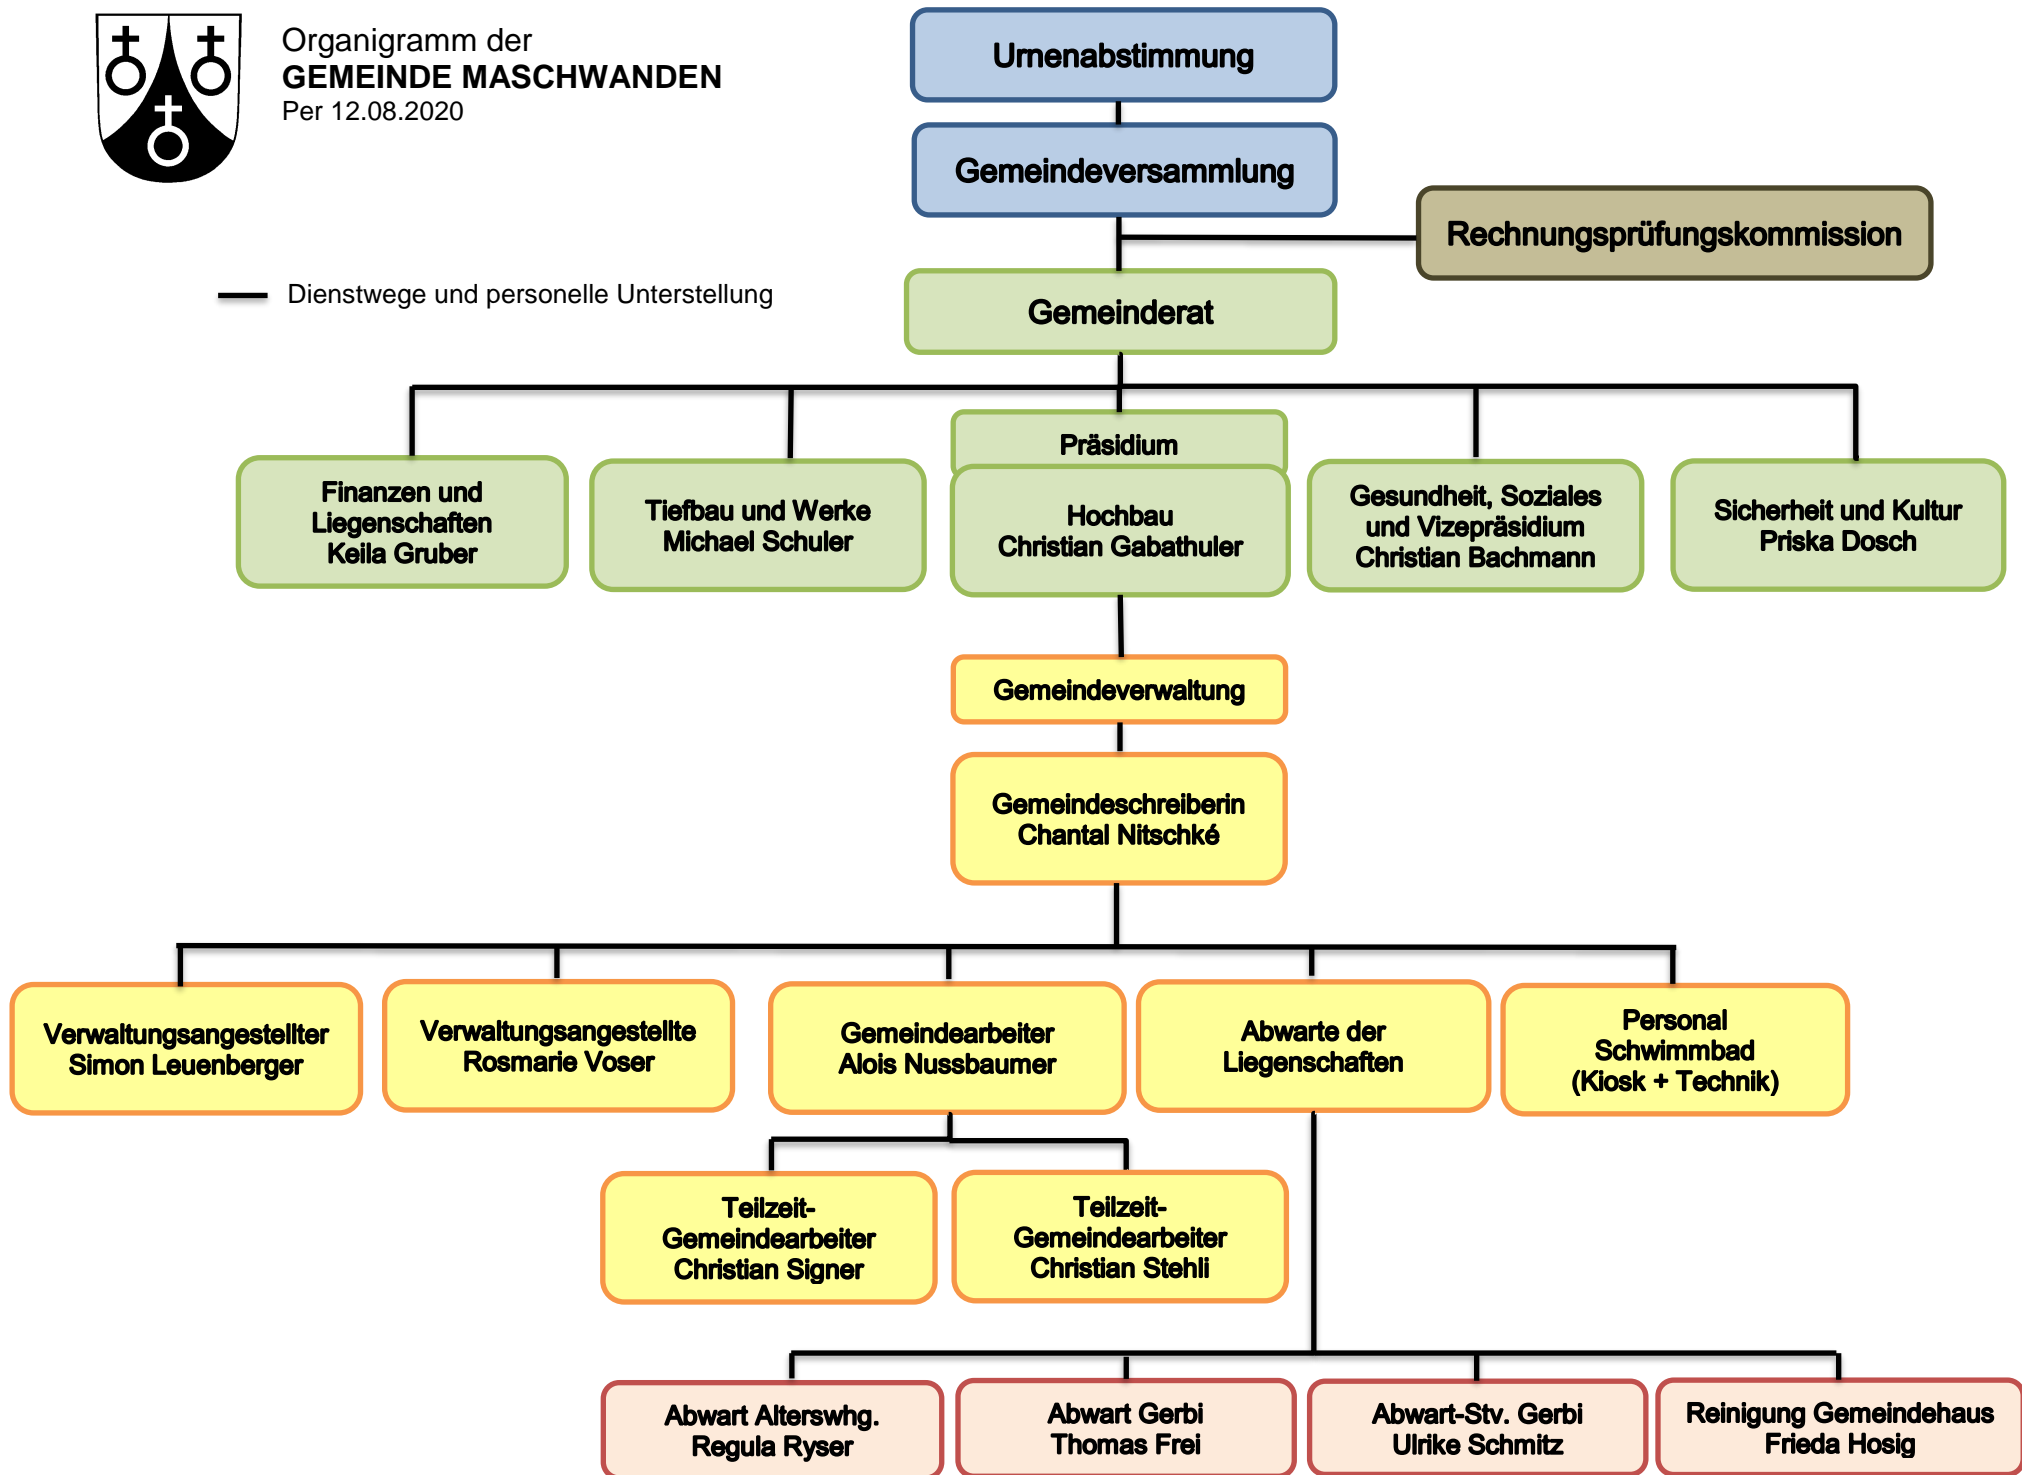 Organigramm der
GEMEINDE MASCHWANDEN
Per 12.08.2020
Urnenabstimmung
Gemeindeversammlung
Rechnungsprüfungskommission
Dienstwege und personelle Unterstellung
Gemeinderat
Präsidium
Finanzen und
Liegenschaften
Keila Gruber
Tiefbau und Werke
Michael Schuler
Hochbau
Christian Gabathuler
Gesundheit, Soziales
und Vizepräsidium
Christian Bachmann
Sicherheit und Kultur
Priska Dosch
Gemeindeverwaltung
Gemeindeschreiberin
Chantal Nitschké
Verwaltungsangestellter
Simon Leuenberger
Verwaltungsangestellte
Rosmarie Voser
Gemeindearbeiter
Alois Nussbaumer
Abwarte der
Liegenschaften
Personal
Schwimmbad
(Kiosk + Technik)
Teilzeit-
Gemeindearbeiter
Christian Signer
Teilzeit-
Gemeindearbeiter
Christian Stehli
Abwart Alterswhg.
Regula Ryser
Abwart Gerbi
Thomas Frei
Abwart-Stv. Gerbi
Ulrike Schmitz
Reinigung Gemeindehaus
Frieda Hosig